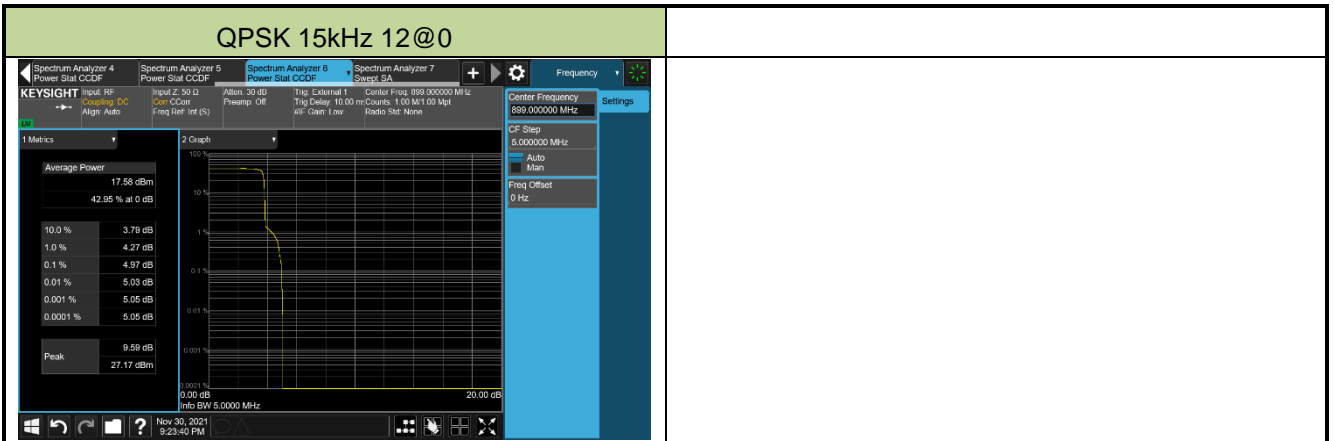 QPSK 15kHz 12@0
Spectrum Analyzer 4
Power Stat CCDF
Spectrum Analyzer 5
Power Stat CCDF
Spectrum Analyzer 6
Power Stat CCDF
Spectrum Analyzer 7
Swept SA
+
Frequency
KEYSIGHT
Input: RF
Coupling: DC
Align: Auto
Input Z: 50 Ω
Corr CCorr
Freq Ref: Int (S)
Atten: 30 dB
Preamp: Off
Trig: External 1
Trig Delay: 10.00 ms
#IF Gain: Low
Center Freq: 899.000000 MHz
Counts: 1.00 M/1.00 Mpt
Radio Std: None
Center Frequency
899.000000 MHz
Settings
CF Step
5.000000 MHz
Auto
Man
Freq Offset
0 Hz
1 Metrics
2 Graph
Average Power
17.58 dBm
42.95 % at 0 dB
10.0 % 3.79 dB
1.0 % 4.27 dB
0.1 % 4.97 dB
0.01 % 5.03 dB
0.001 % 5.05 dB
0.0001 % 5.05 dB
Peak
9.59 dB
27.17 dBm
100 %
10 %
1 %
0.1 %
0.01 %
0.001 %
0.0001 %
0.00 dB
20.00 dB
Info BW 5.0000 MHz
?
Nov 30, 2021
9:23:40 PM